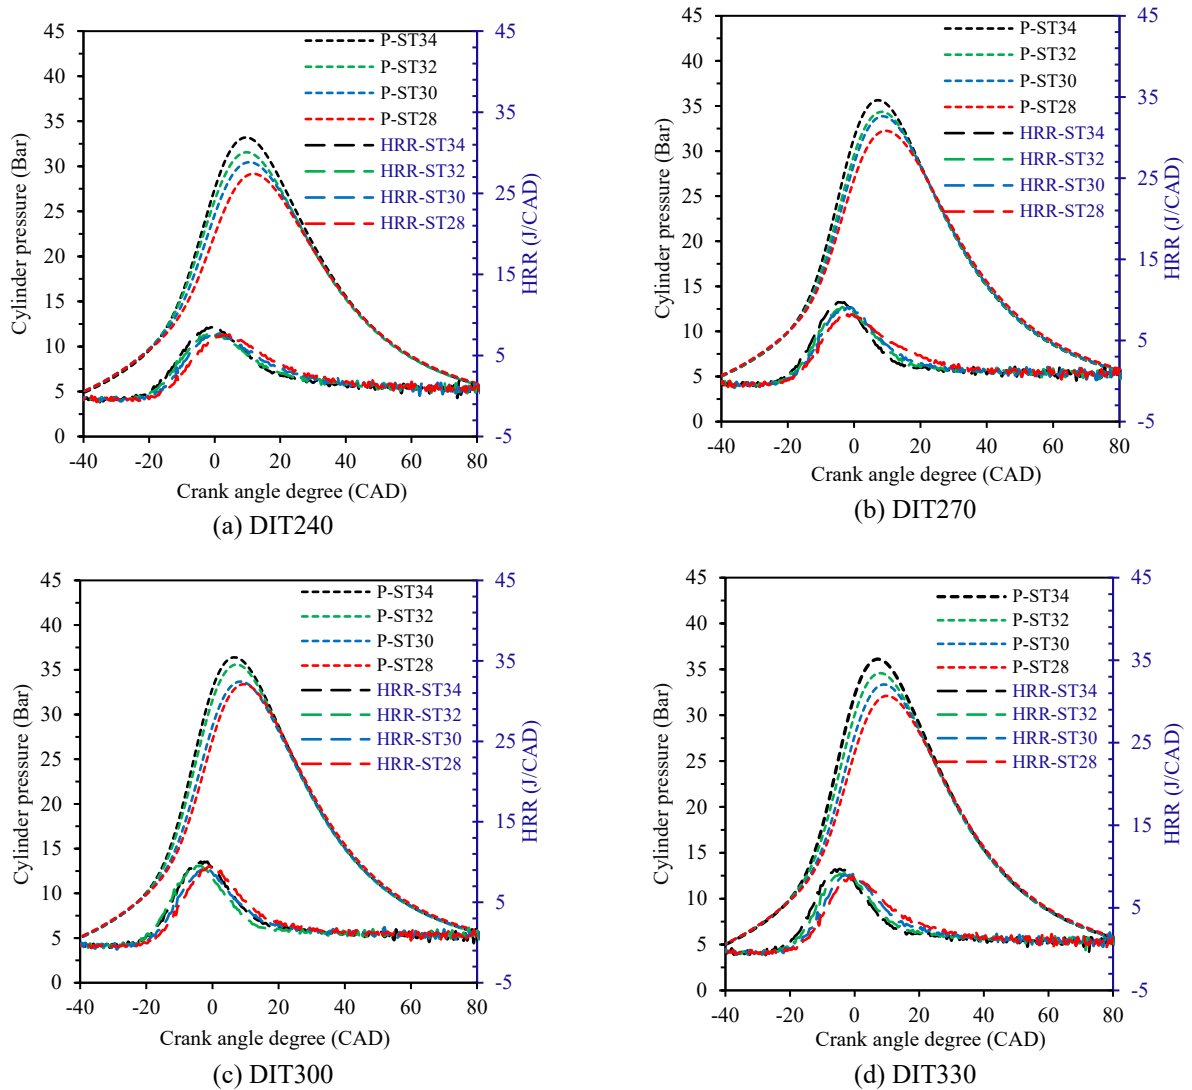 45
40
35
30
25
20
15
10
5
0
Cylinder pressure (Bar)
P-ST34
P-ST32
P-ST30
P-ST28
HRR-ST34
HRR-ST32
HRR-ST30
HRR-ST28
45
35
25
15
5
-5
HRR (J/CAD)
-40 -20 0 20 40 60 80
Crank angle degree (CAD)
(a) DIT240
45
40
35
30
25
20
15
10
5
0
Cylinder pressure (Bar)
P-ST34
P-ST32
P-ST30
P-ST28
HRR-ST34
HRR-ST32
HRR-ST30
HRR-ST28
45
35
25
15
5
-5
HRR (J/CAD)
-40 -20 0 20 40 60 80
Crank angle degree (CAD)
(b) DIT270
45
40
35
30
25
20
15
10
5
0
Cylinder pressure (Bar)
P-ST34
P-ST32
P-ST30
P-ST28
HRR-ST34
HRR-ST32
HRR-ST30
HRR-ST28
45
35
25
15
5
-5
HRR (J/CAD)
-40 -20 0 20 40 60 80
Crank angle degree (CAD)
(c) DIT300
45
40
35
30
25
20
15
10
5
0
Cylinder pressure (Bar)
P-ST34
P-ST32
P-ST30
P-ST28
HRR-ST34
HRR-ST32
HRR-ST30
HRR-ST28
45
35
25
15
5
-5
HRR (J/CAD)
-40 -20 0 20 40 60 80
Crank angle degree (CAD)
(d) DIT330